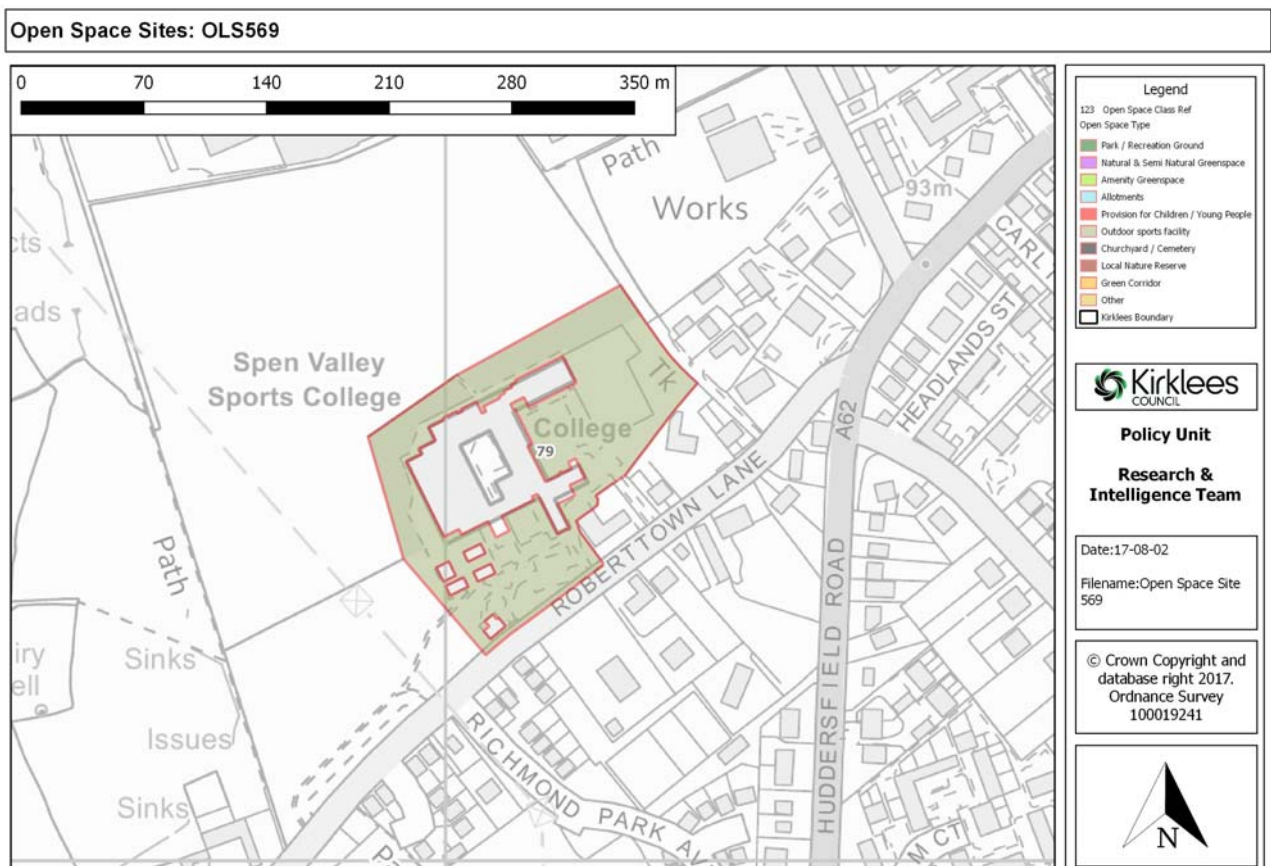 Open Space Sites: OLS569
0 70 140 210 280 350 m
Path
93m
Works
CARL
HEADLANDS ST
Spen Valley
Sports College
Tk
College
79
A62
ROBERTTOWN LANE
HUDDERSFIELD ROAD
Path
Sinks
Issues
Sinks
RICHMOND PARK AV
M CT
Legend
123 Open Space Class Ref
Open Space Type
Park / Recreation Ground
Natural & Semi Natural Greenspace
Amenity Greenspace
Allotments
Provision for Children / Young People
Outdoor sports facility
Churchyard / Cemetery
Local Nature Reserve
Green Corridor
Other
Kirklees Boundary
Kirklees
COUNCIL
Policy Unit
Research &
Intelligence Team
Date:17-08-02
Filename:Open Space Site
569
© Crown Copyright and
database right 2017.
Ordnance Survey
100019241
N